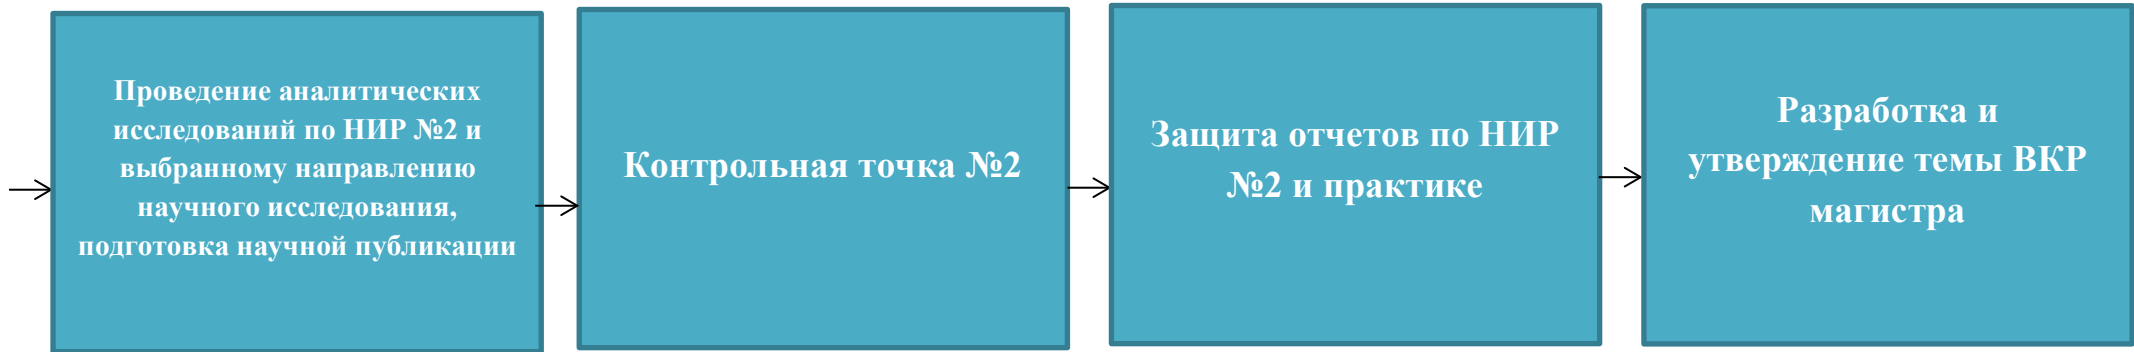 Проведение аналитических
исследований по НИР №2 и
выбранному направлению
научного исследования,
подготовка научной публикации
Контрольная точка №2
Защита отчетов по НИР
№2 и практике
Разработка и
утверждение темы ВКР
магистра